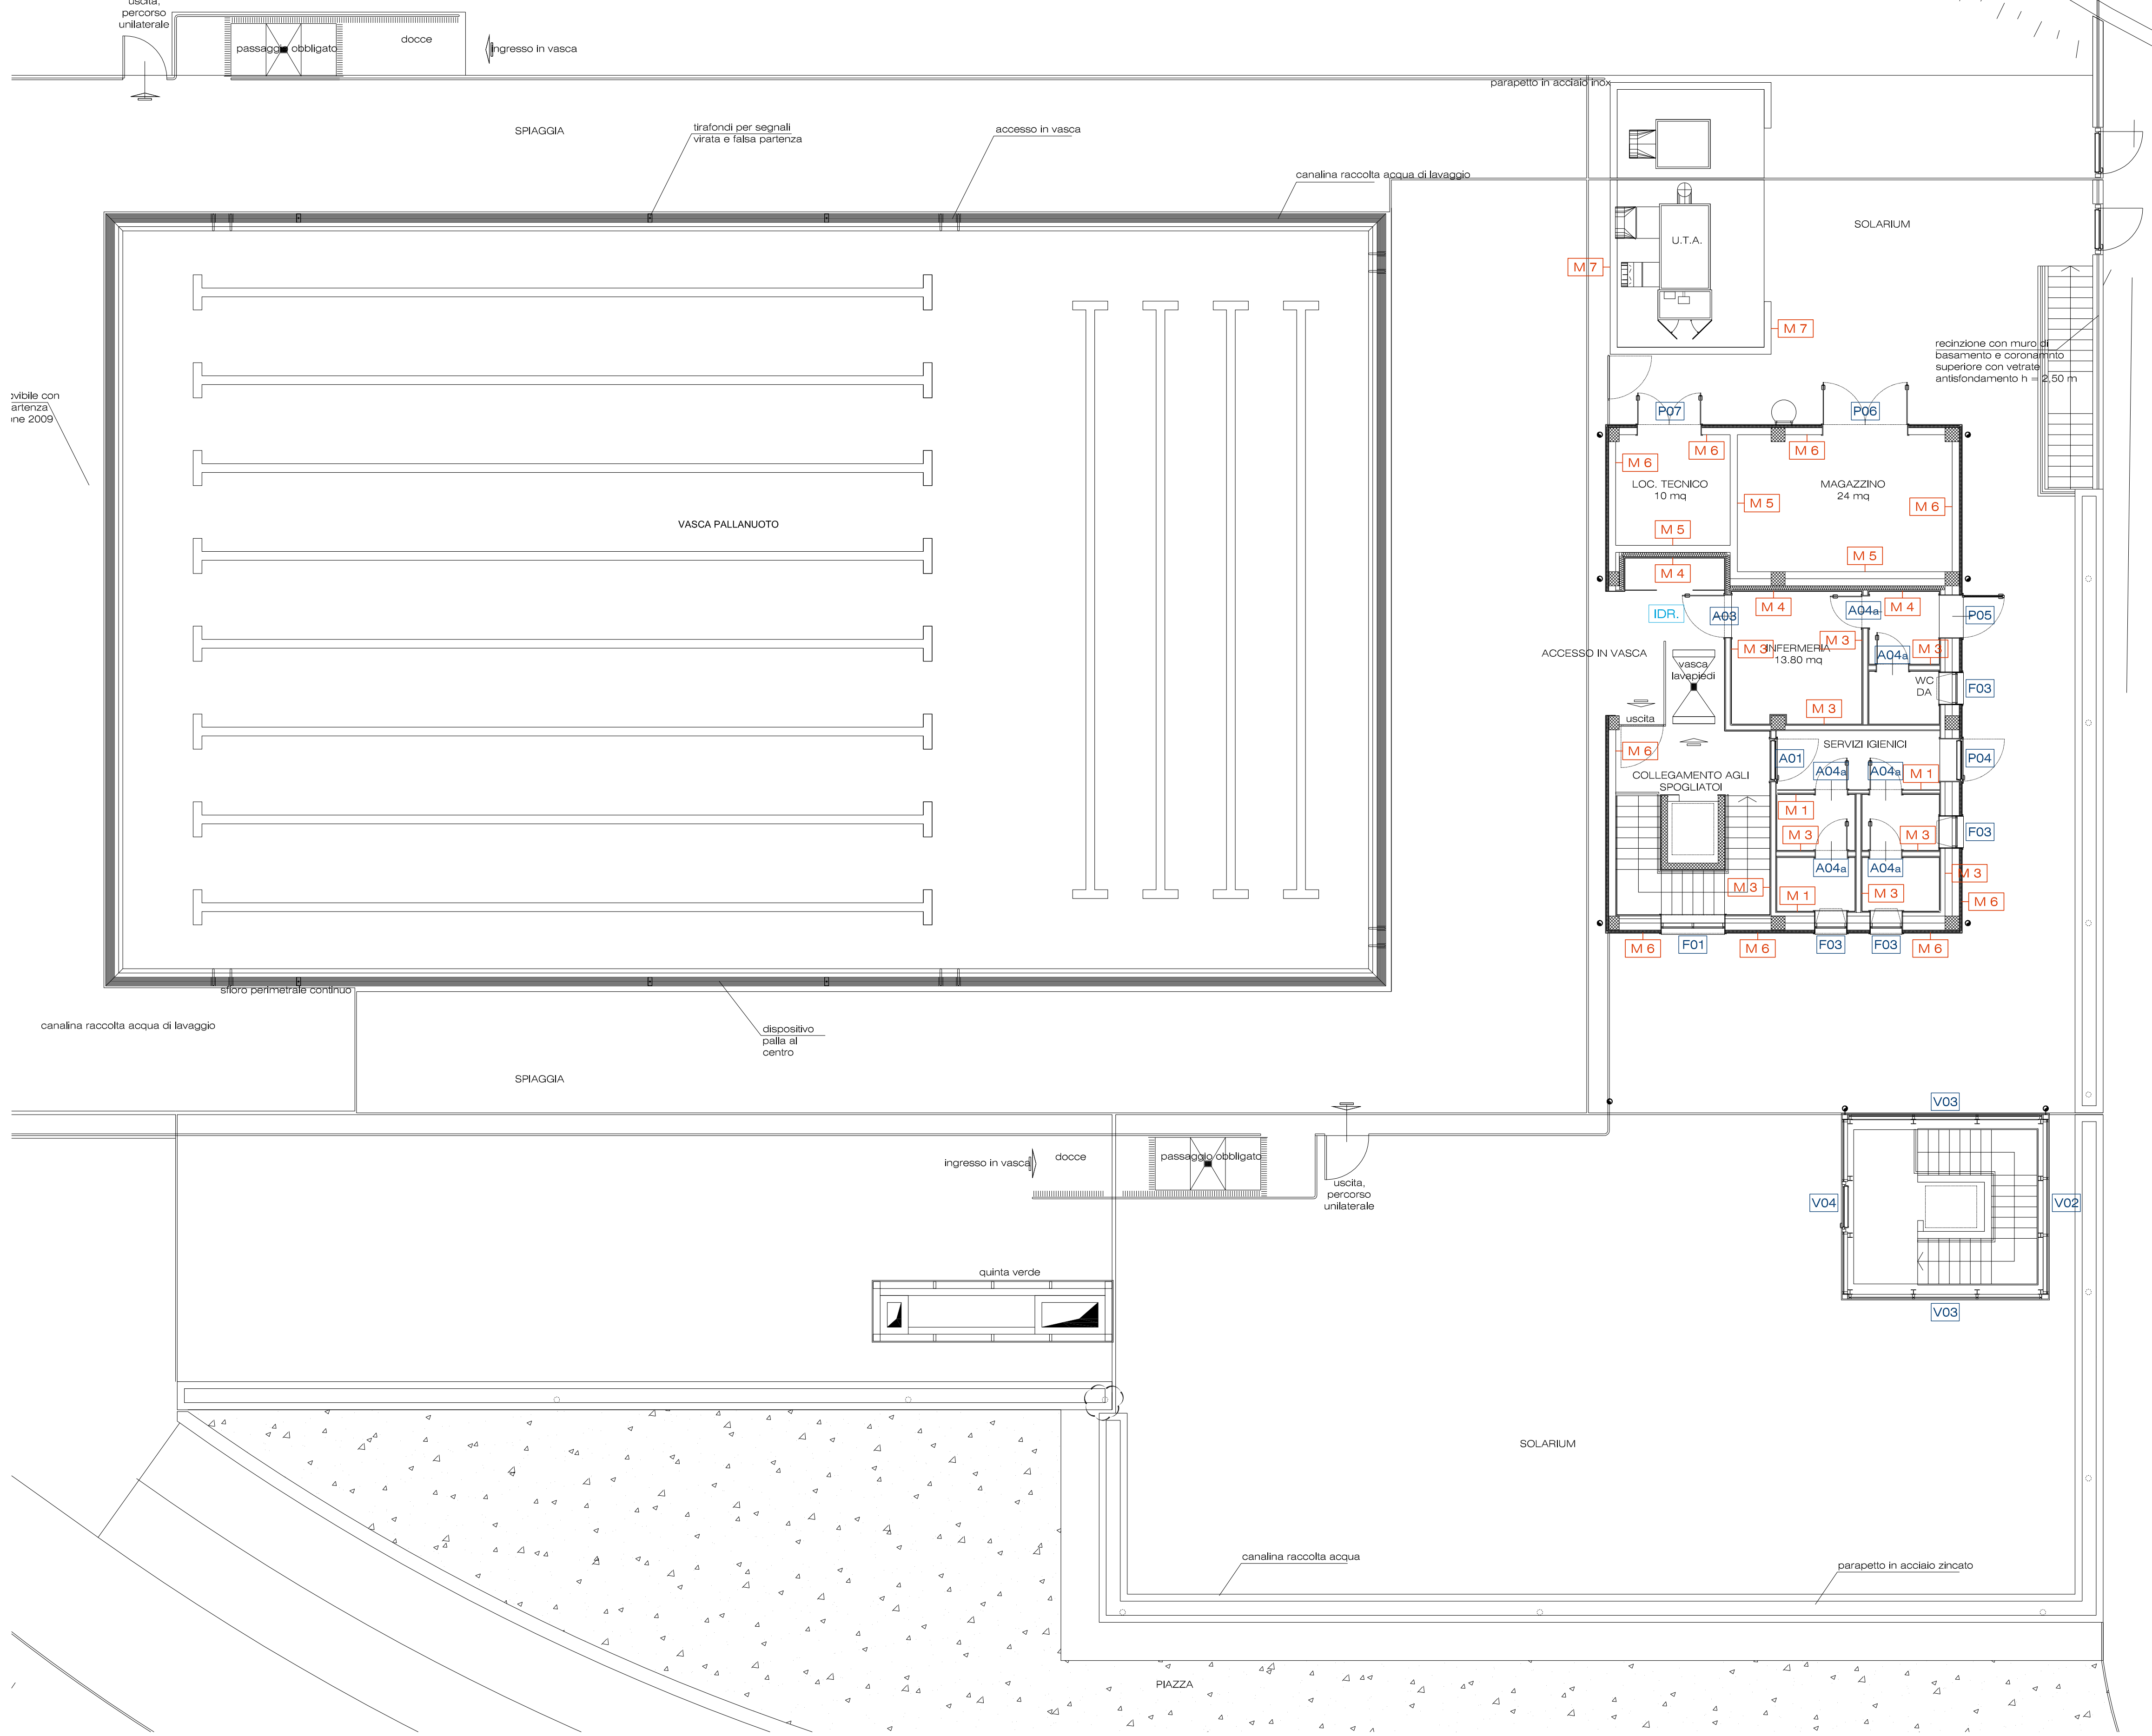 uscita,
percorso
unilaterale
passaggio obbligato
docce
ingresso in vasca
parapetto in acciaio inox
SPIAGGIA
tirafondi per segnali
virata e falsa partenza
accesso in vasca
canalina raccolta acqua di lavaggio
SOLARIUM
U.T.A.
M 7
M 7
recinzione con muro di
basamento e coronamnto
superiore con vetrate
antisfondamento h = 2,50 m
partenza
2009
P07
P06
M 6
M 6
M 6
LOC. TECNICO
10 mq
MAGAZZINO
24 mq
M 5
M 6
M 5
M 5
M 4
VASCA PALLANUOTO
IDR.
A03
M 4
A04a
M 4
P05
ACCESSO IN VASCA
M 3
INFERMERIA
13.80 mq
M 3
A04a
M 3
vasca
lavapiedi
WC
DA
F03
M 3
uscita
M 6
SERVIZI IGIENICI
A01
P04
COLLEGAMENTO AGLI
SPOGLIATOI
A04a
A04a
M 1
M 1
M 3
M 3
F03
A04a
A04a
M 3
M 3
M 1
M 3
M 6
M 6
F01
M 6
F03
F03
M 6
sfioro perimetrale continuo
canalina raccolta acqua di lavaggio
dispositivo
palla al
centro
SPIAGGIA
V03
ingresso in vasca
docce
passaggio obbligato
uscita,
percorso
unilaterale
V04
V02
quinta verde
V03
SOLARIUM
canalina raccolta acqua
parapetto in acciaio zincato
PIAZZA